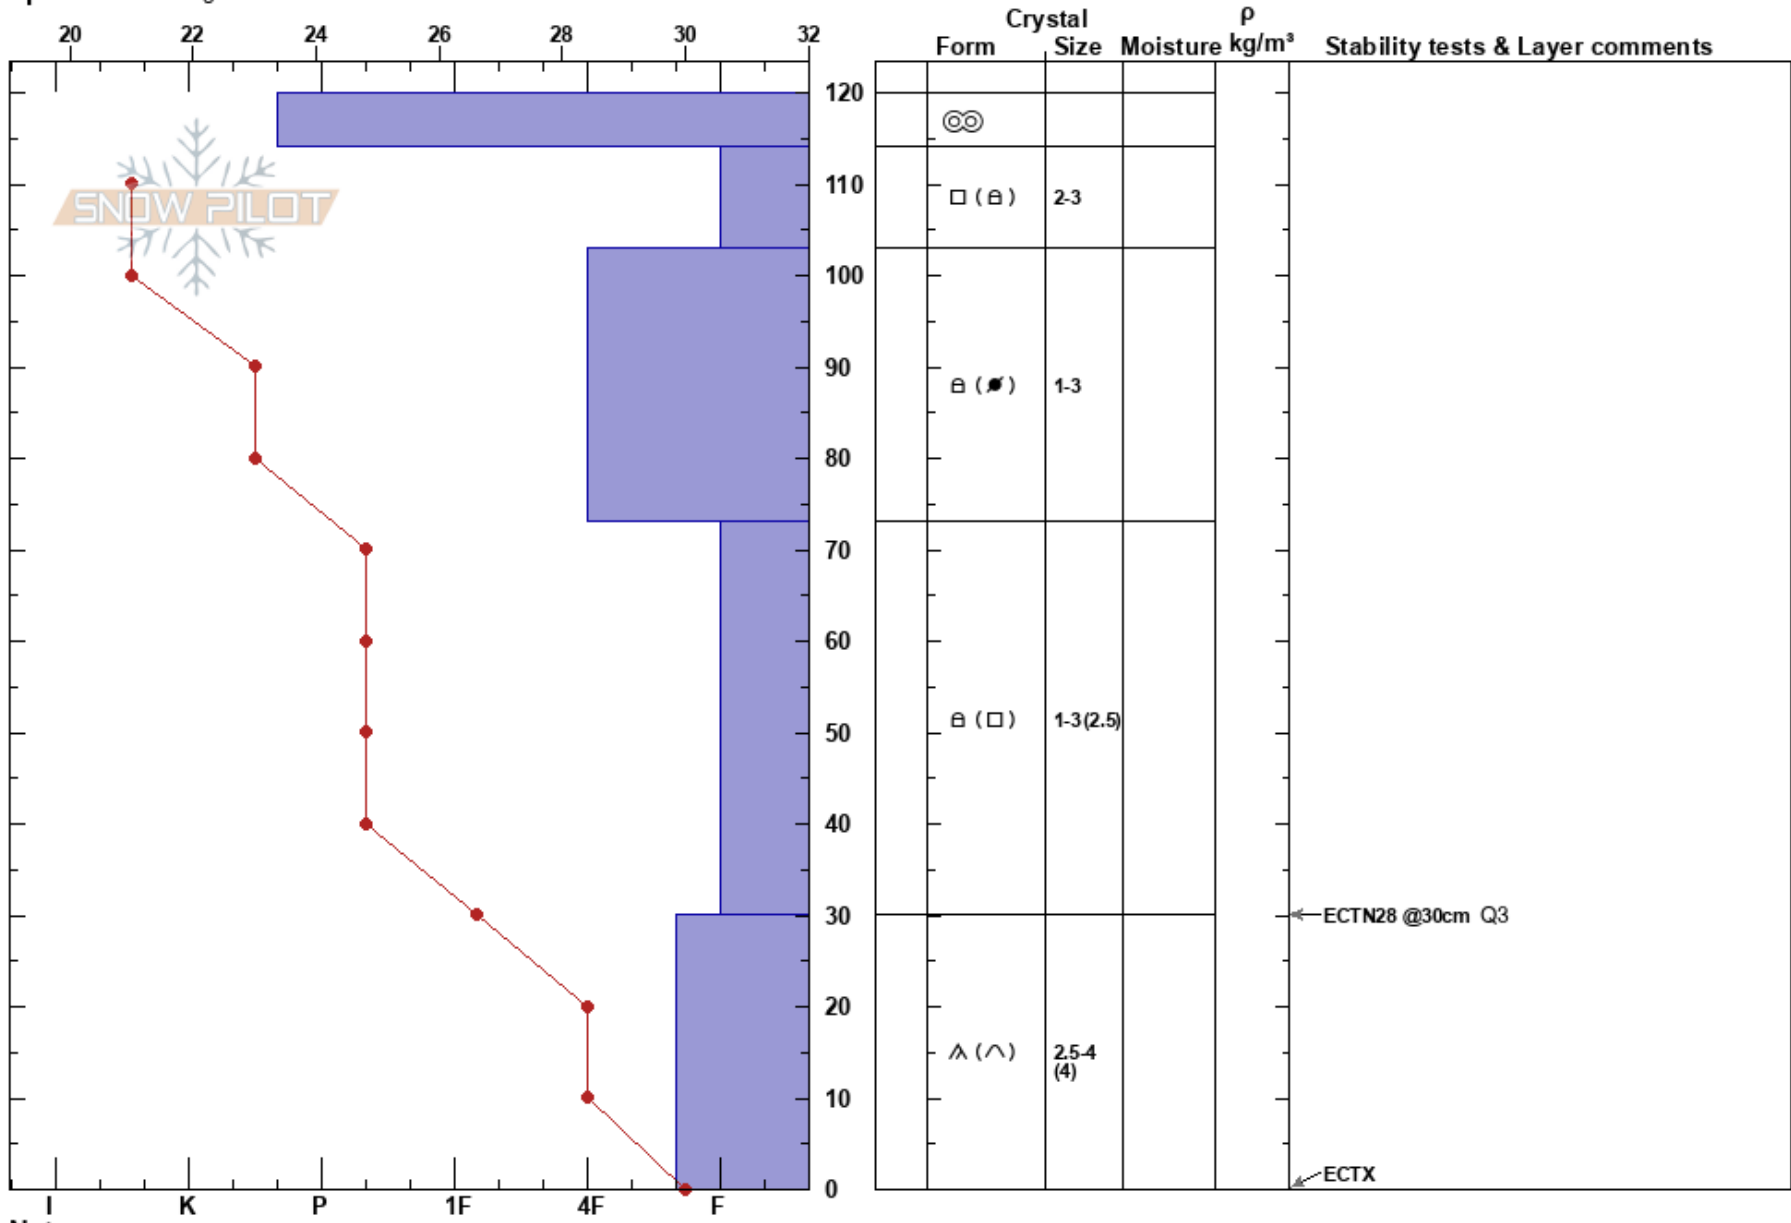 Crystal
ρ
20 22 24 26 28 30 32
Form Size Moisture kg/m³ Stability tests & Layer comments
120
110
SNOW PILOT
2-3
100
90
1-3
80
70
60
1-3(2.5)
50
40
30
ECTN28 @30cm Q3
20
2.5-4
(4)
10
ECTX
0
I K P 1F 4F F